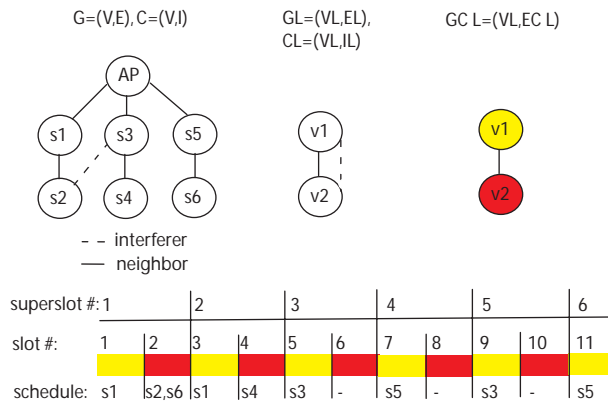 G=(V,E), C=(V,I) GL=(VL,EL), GC L=(VL,EC L)
CL=(VL,IL)
AP
s1 s3 s5 v1 v1
s2 s4 s6 v2 v2
- - interferer
— neighbor
superslot #: 1 2 3 4 5 6
slot #: 1 2 3 4 5 6 7 8 9 10 11
schedule: s1 s2,s6 s1 s4 s3 - s5 - s3 - s5